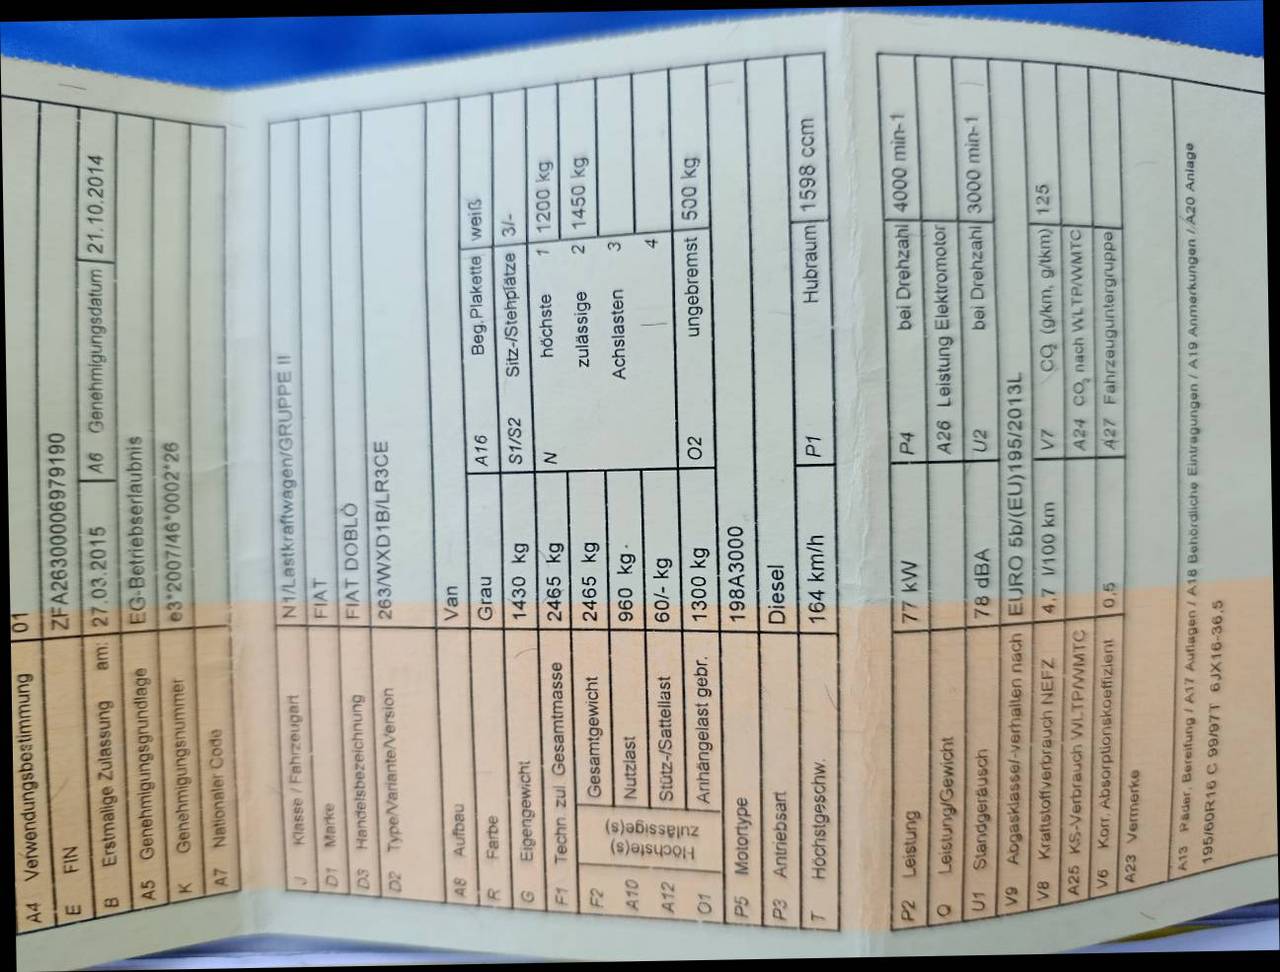 A4 Verwendungsbestimmung 01
E FIN ZFA26300006979190
B Erstmalige Zulassung am: 27.03.2015 A6 Genehmigungsdatum 21.10.2014
A5 Genehmigungsgrundlage EG-Betriebserlaubnis
K Genehmigungsnummer e3*2007/46*0002*26
A7 Nationaler Code
J Klasse / Fahrzeugart N1/Lastkraftwagen/GRUPPE II
D1 Marke FIAT
D3 Handelsbezeichnung FIAT DOBLÒ
D2 Type/Variante/Version 263/WXD1B/LR3CE
A8 Aufbau Van
R Farbe Grau A16 Beg.Plakette weiß
G Eigengewicht 1430 kg S1/S2 Sitz-/Stehplätze 3/-
F1 Techn. zul Gesamtmasse 2465 kg N höchste 1 1200 kg
Höchste(s) zulässige(s)
F2 Gesamtgewicht 2465 kg zulässige 2 1450 kg
A10 Nutzlast 960 kg Achslasten 3
A12 Stütz-/Sattellast 60/- kg 4
O1 Anhängelast gebr. 1300 kg O2 ungebremst 500 kg
P5 Motortype 198A3000
P3 Antriebsart Diesel
T Höchstgeschw. 164 km/h P1 Hubraum 1598 ccm
P2 Leistung 77 kW P4 bei Drehzahl 4000 min-1
Q Leistung/Gewicht A26 Leistung Elektromotor
U1 Standgeräusch 78 dBA U2 bei Drehzahl 3000 min-1
V9 Abgasklasse/-verhalten nach EURO 5b/(EU)195/2013L
V8 Kraftstoffverbrauch NEFZ 4,7 l/100 km V7 CO₂ (g/km, g/tkm) 125
A25 KS-Verbrauch WLTP/WMTC A24 CO₂ nach WLTP/WMTC
V6 Korr. Absorptionskoeffizient 0,5 A27 Fahrzeuguntergruppe
A23 Vermerke
A13 Räder, Bereifung / A17 Auflagen / A18 Behördliche Eintragungen / A19 Anmerkungen / A20 Anlage
195/60R16 C 99/97T 6JX16-36,5